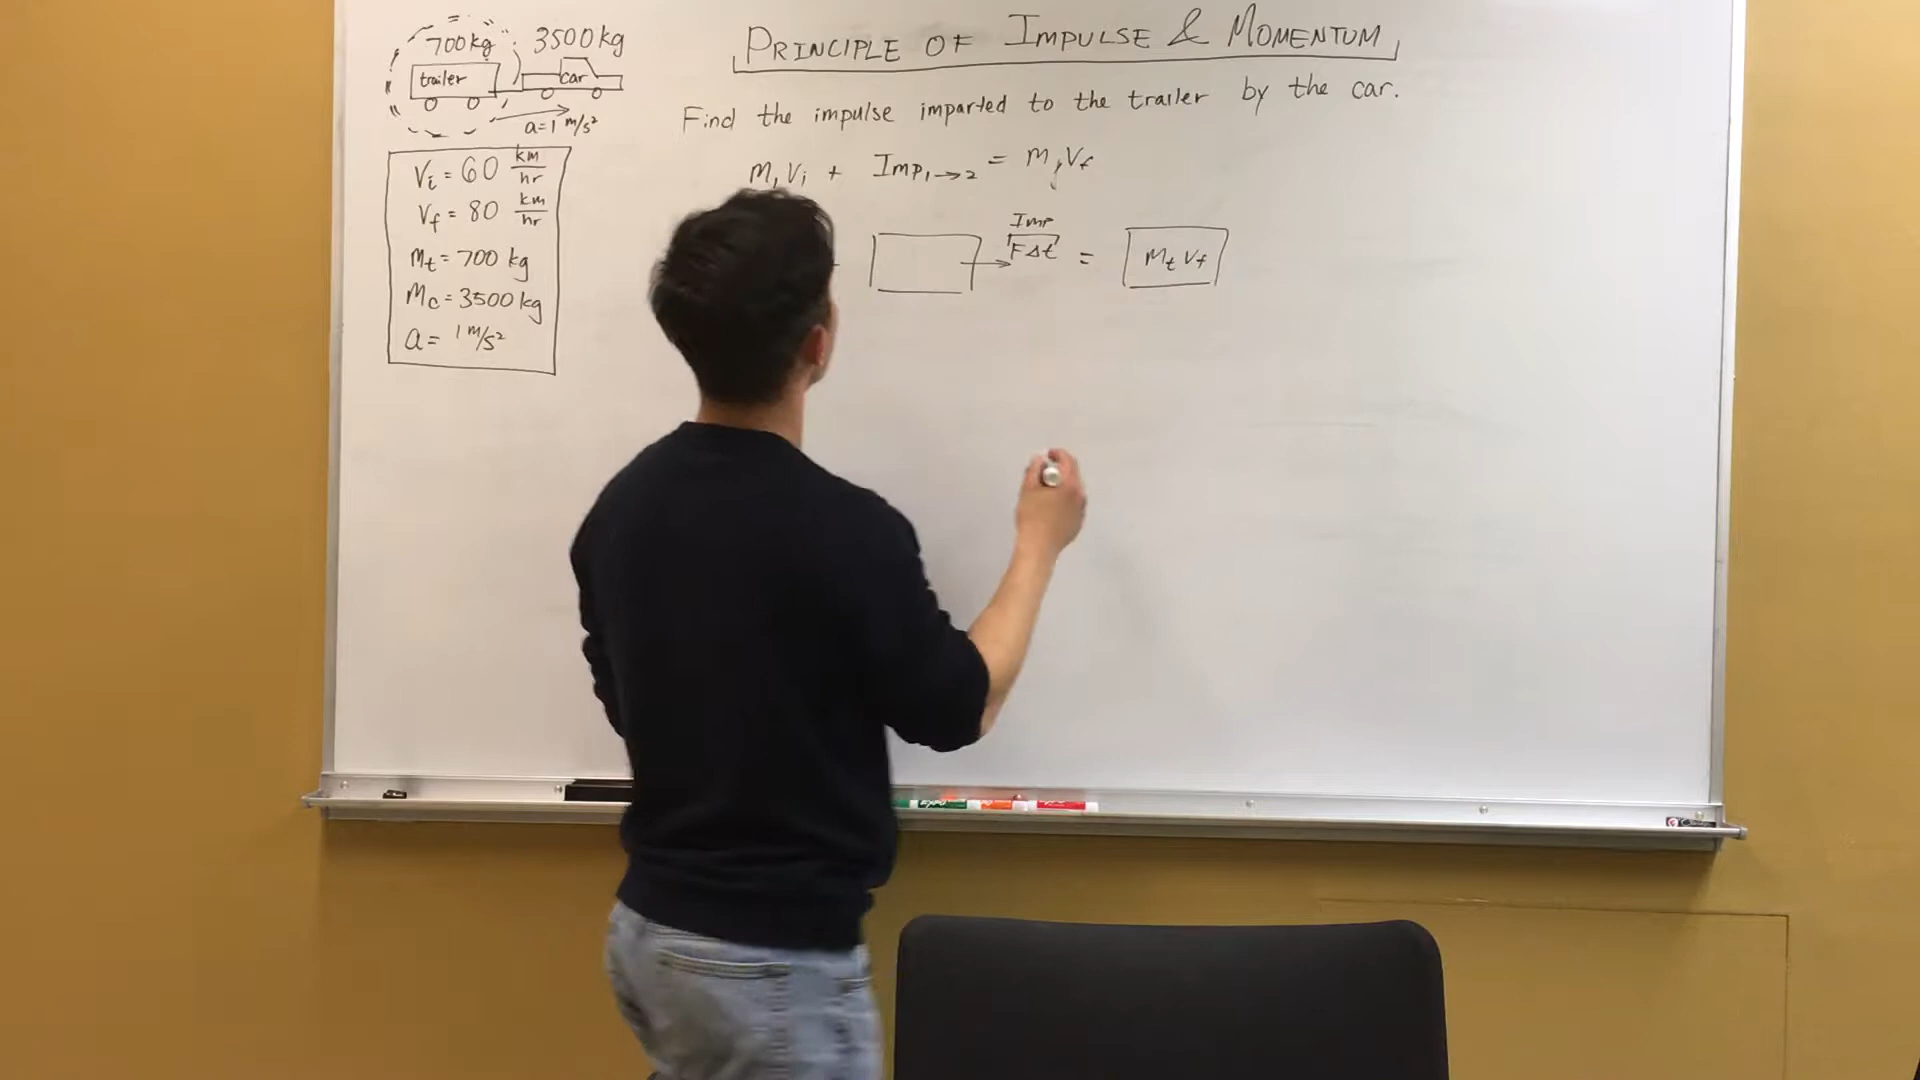 PRINCIPLE OF IMPULSE & MOMENTUM
700kg 3500kg
trailer car
a=1 m/s²
Find the impulse imparted to the trailer by the car.
Vi = 60 km/hr
Vf = 80 km/hr
Mt = 700 kg
Mc = 3500 kg
a = 1 m/s²
M, Vi + Imp1→2 = M, Vf
Imp
FΔt = Mt Vf
EXPO